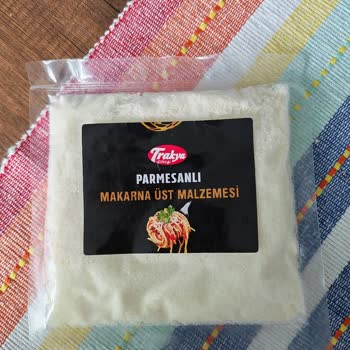 Trakya
PARMESANLI
MAKARNA ÜST MALZEMESİ